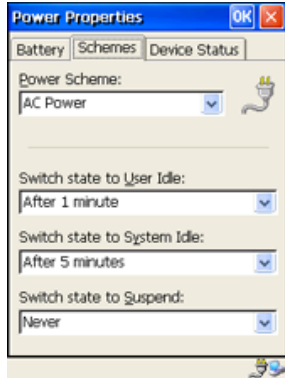 Power Properties OK
Battery Schemes Device Status
Power Scheme:
AC Power
Switch state to User Idle:
After 1 minute
Switch state to System Idle:
After 5 minutes
Switch state to Suspend:
Never